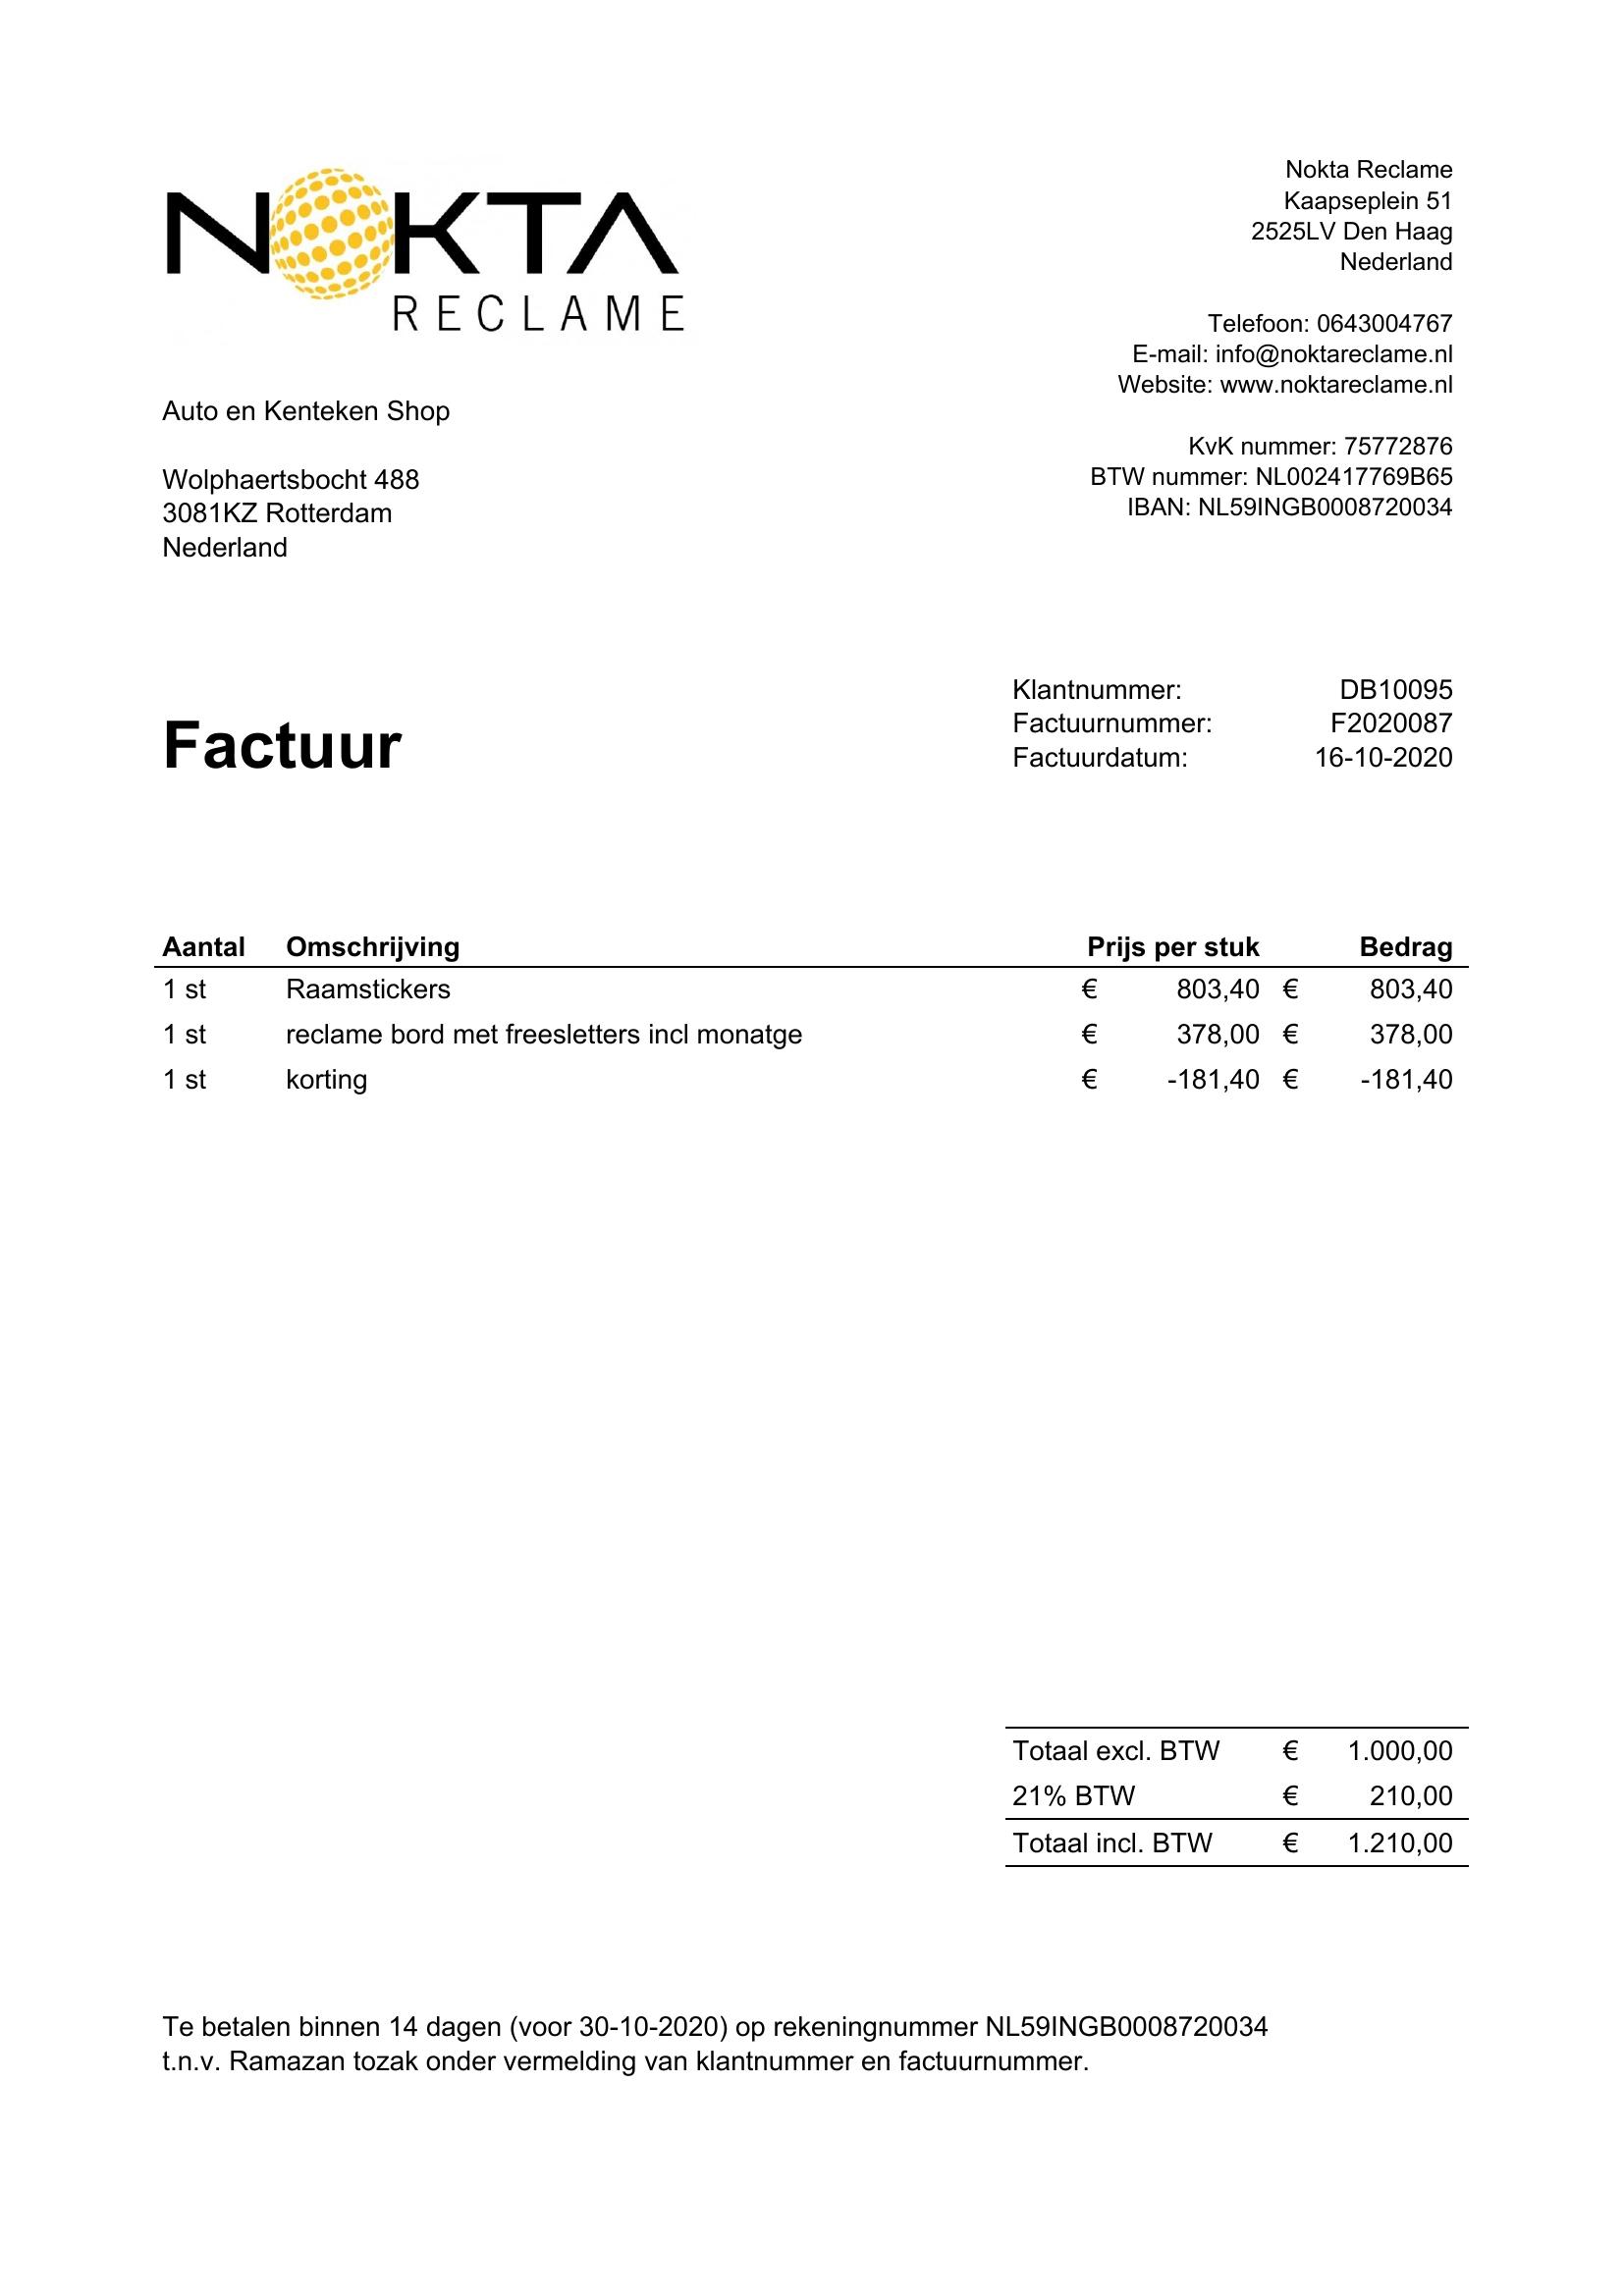 NOKTA
RECLAME
Nokta Reclame
Kaapseplein 51
2525LV Den Haag
Nederland
Telefoon: 0643004767
E-mail: info@noktareclame.nl
Website: www.noktareclame.nl
KvK nummer: 75772876
BTW nummer: NL002417769B65
IBAN: NL59INGB0008720034
Auto en Kenteken Shop
Wolphaertsbocht 488
3081KZ Rotterdam
Nederland
Factuur
Klantnummer: DB10095
Factuurnummer: F2020087
Factuurdatum: 16-10-2020
Aantal Omschrijving Prijs per stuk Bedrag
1 st Raamstickers € 803,40 € 803,40
1 st reclame bord met freesletters incl monatge € 378,00 € 378,00
1 st korting € -181,40 € -181,40
Totaal excl. BTW € 1.000,00
21% BTW € 210,00
Totaal incl. BTW € 1.210,00
Te betalen binnen 14 dagen (voor 30-10-2020) op rekeningnummer NL59INGB0008720034
t.n.v. Ramazan tozak onder vermelding van klantnummer en factuurnummer.